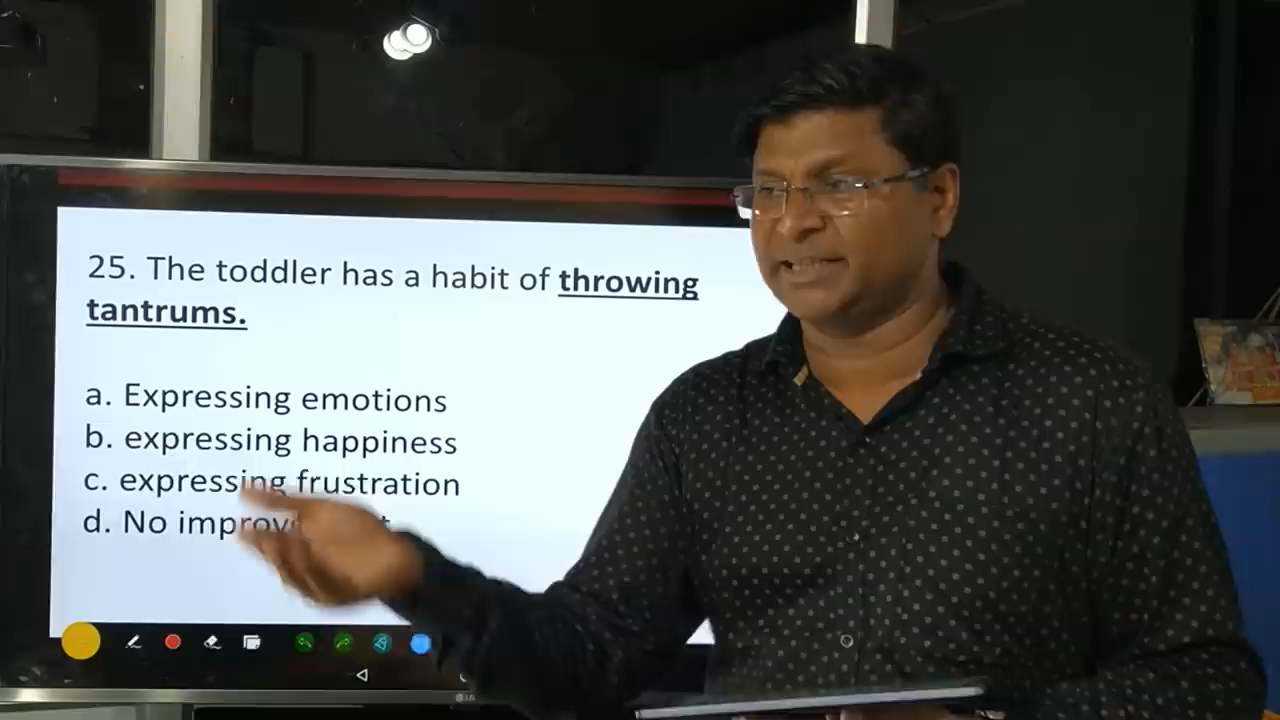 25. The toddler has a habit of throwing
tantrums.
a. Expressing emotions
b. expressing happiness
c. expressing frustration
d. No